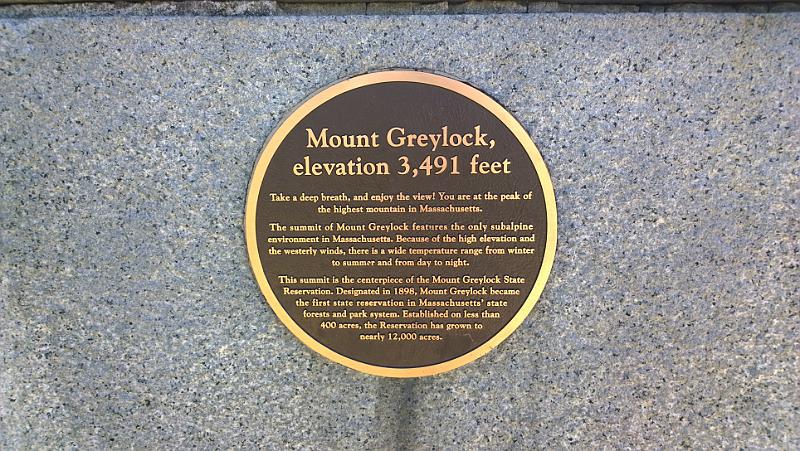 Mount Greylock,
elevation 3,491 feet
Take a deep breath, and enjoy the view! You are at the peak of
the highest mountain in Massachusetts.
The summit of Mount Greylock features the only subalpine
environment in Massachusetts. Because of the high elevation and
the westerly winds, there is a wide temperature range from winter
to summer and from day to night.
This summit is the centerpiece of the Mount Greylock State
Reservation. Designated in 1898, Mount Greylock became
the first state reservation in Massachusetts' state
forests and park system. Established on less than
400 acres, the Reservation has grown to
nearly 12,000 acres.